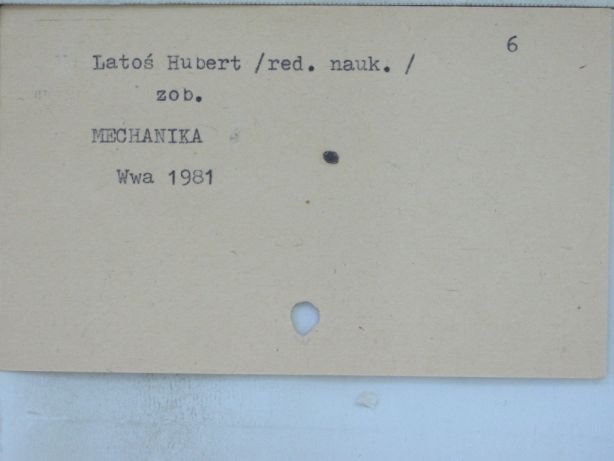 6
Latoś Hubert /red. nauk. /
zob.
MECHANIKA
Wwa 1981